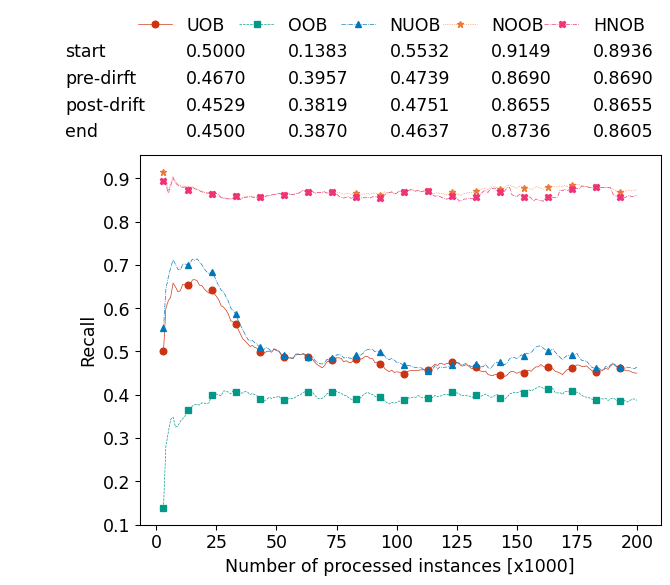 UOB OOB NUOB NOOB HNOB
start 0.5000 0.1383 0.5532 0.9149 0.8936
pre-dirft 0.4670 0.3957 0.4739 0.8690 0.8690
post-drift 0.4529 0.3819 0.4751 0.8655 0.8655
end 0.4500 0.3870 0.4637 0.8736 0.8605
0.9
0.8
0.7
0.6
0.5
0.4
0.3
0.2
0.1
Recall
0 25 50 75 100 125 150 175 200
Number of processed instances [x1000]